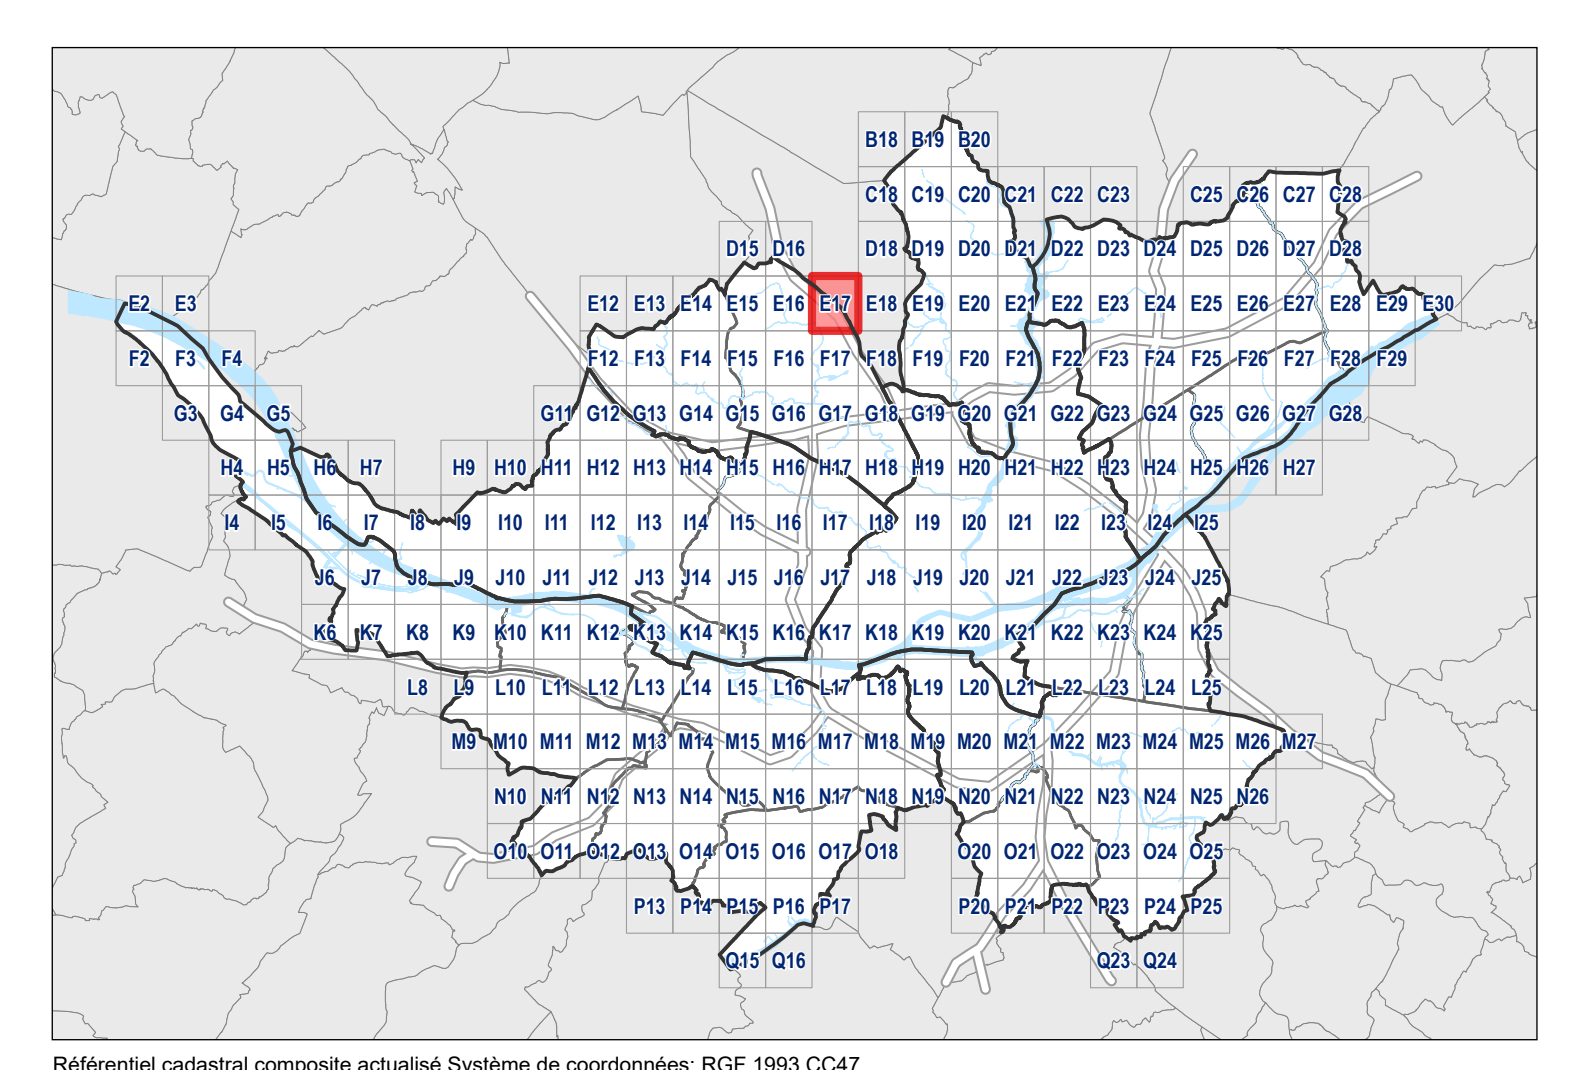 B18 B19 B20
C18 C19 C20 C21 C22 C23 C25 C26 C27 C28
D15 D16 D18 D19 D20 D21 D22 D23 D24 D25 D26 D27 D28
E2 E3 E12 E13 E14 E15 E16 E17 E18 E19 E20 E21 E22 E23 E24 E25 E26 E27 E28 E29 E30
F2 F3 F4 F12 F13 F14 F15 F16 F17 F18 F19 F20 F21 F22 F23 F24 F25 F26 F27 F28 F29
G3 G4 G5 G11 G12 G13 G14 G15 G16 G17 G18 G19 G20 G21 G22 G23 G24 G25 G26 G27 G28
H4 H5 H6 H7 H9 H10 H11 H12 H13 H14 H15 H16 H17 H18 H19 H20 H21 H22 H23 H24 H25 H26 H27
I4 I5 I6 I7 I8 I9 I10 I11 I12 I13 I14 I15 I16 I17 I18 I19 I20 I21 I22 I23 I24 I25
J6 J7 J8 J9 J10 J11 J12 J13 J14 J15 J16 J17 J18 J19 J20 J21 J22 J23 J24 J25
K6 K7 K8 K9 K10 K11 K12 K13 K14 K15 K16 K17 K18 K19 K20 K21 K22 K23 K24 K25
L8 L9 L10 L11 L12 L13 L14 L15 L16 L17 L18 L19 L20 L21 L22 L23 L24 L25
M9 M10 M11 M12 M13 M14 M15 M16 M17 M18 M19 M20 M21 M22 M23 M24 M25 M26 M27
N10 N11 N12 N13 N14 N15 N16 N17 N18 N19 N20 N21 N22 N23 N24 N25 N26
O10 O11 O12 O13 O14 O15 O16 O17 O18 O20 O21 O22 O23 O24 O25
P13 P14 P15 P16 P17 P20 P21 P22 P23 P24 P25
Q15 Q16 Q23 Q24
Référentiel cadastral composite actualisé Système de coordonnées: RGF 1993 CC47